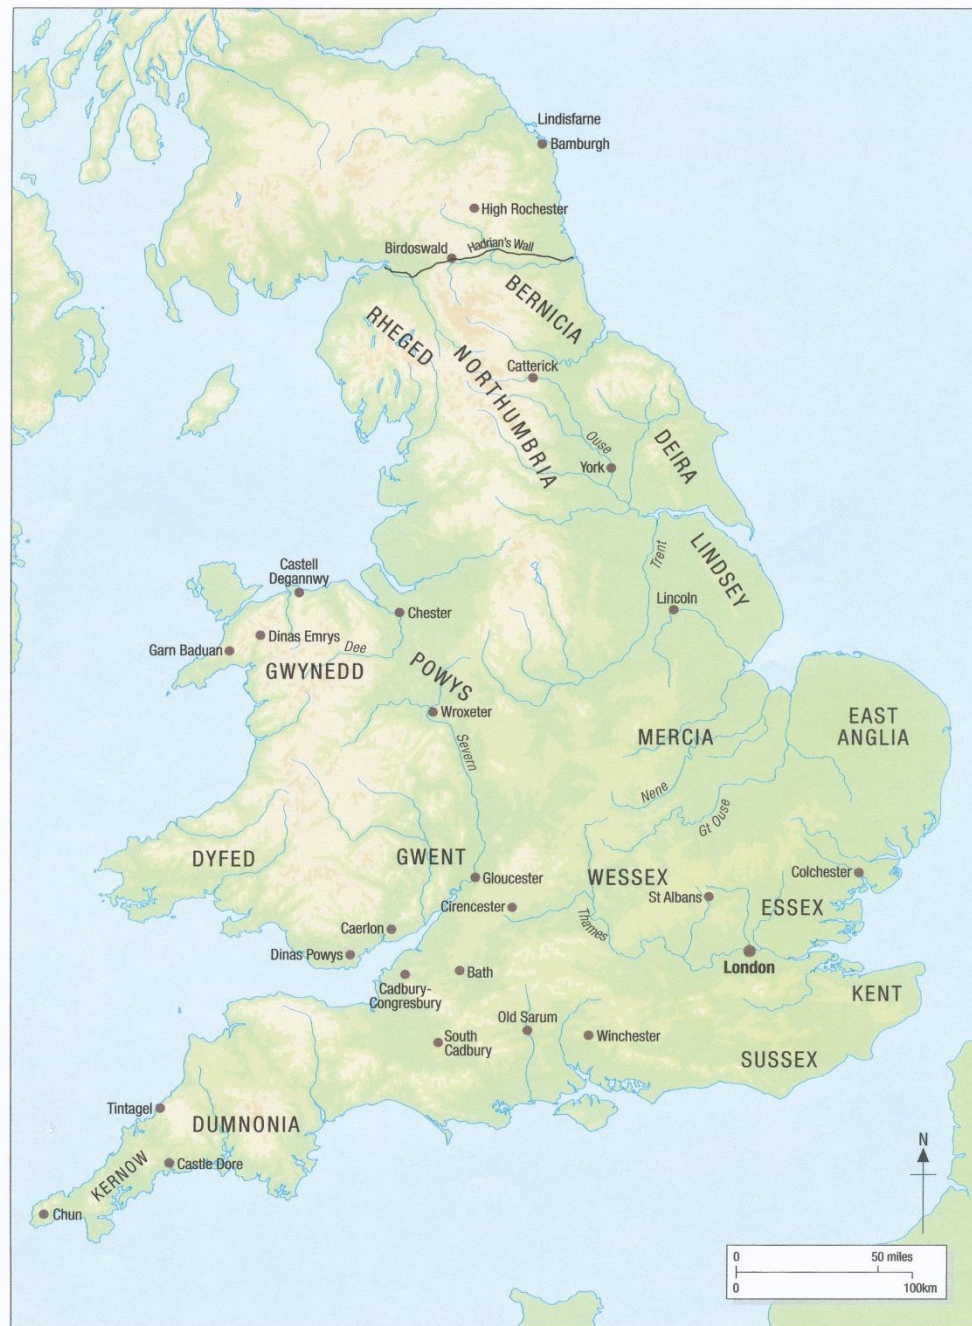 Lindisfarne
Bamburgh
High Rochester
Birdoswald
Hadrian's Wall
BERNICIA
RHEGED
NORTHUMBRIA
Catterick
Ouse
DEIRA
York
Trent
LINDSEY
Castell
Degannwy
Lincoln
Chester
Dinas Emrys
Garn Baduan
Dee
GWYNEDD
POWYS
Wroxeter
EAST
ANGLIA
MERCIA
Severn
Nene
Gt Ouse
DYFED
GWENT
Gloucester
WESSEX
Colchester
St Albans
Cirencester
ESSEX
Thames
Caerlon
Dinas Powys
London
Bath
Cadbury-
Congresbury
KENT
Old Sarum
South
Cadbury
Winchester
SUSSEX
Tintagel
DUMNONIA
KERNOW
Castle Dore
Chun
N
0 50 miles
0 100km